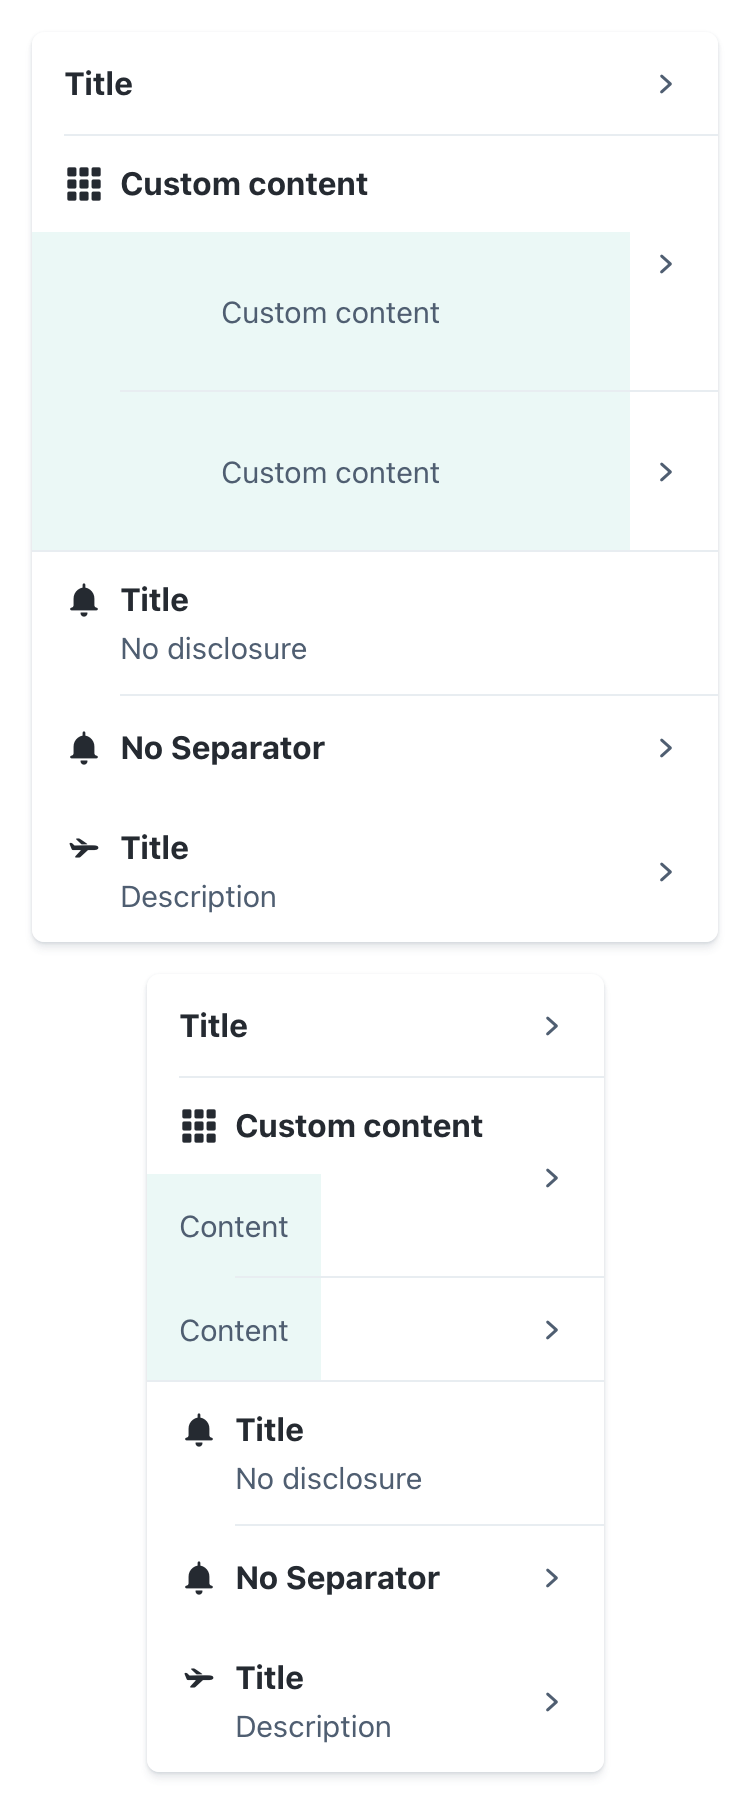 Title
Custom content
Custom content
Custom content
Title
No disclosure
No Separator
Title
Description
Title
Custom content
Content
Content
Title
No disclosure
No Separator
Title
Description